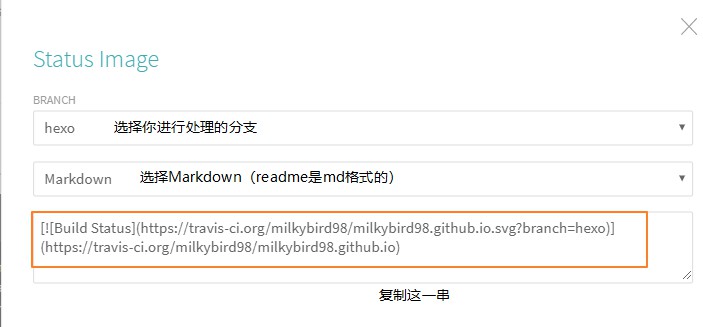 Status Image
BRANCH
hexo 选择你进行处理的分支
Markdown 选择Markdown（readme是md格式的）
[![Build Status](https://travis-ci.org/milkybird98/milkybird98.github.io.svg?branch=hexo)]
(https://travis-ci.org/milkybird98/milkybird98.github.io)
复制这一串